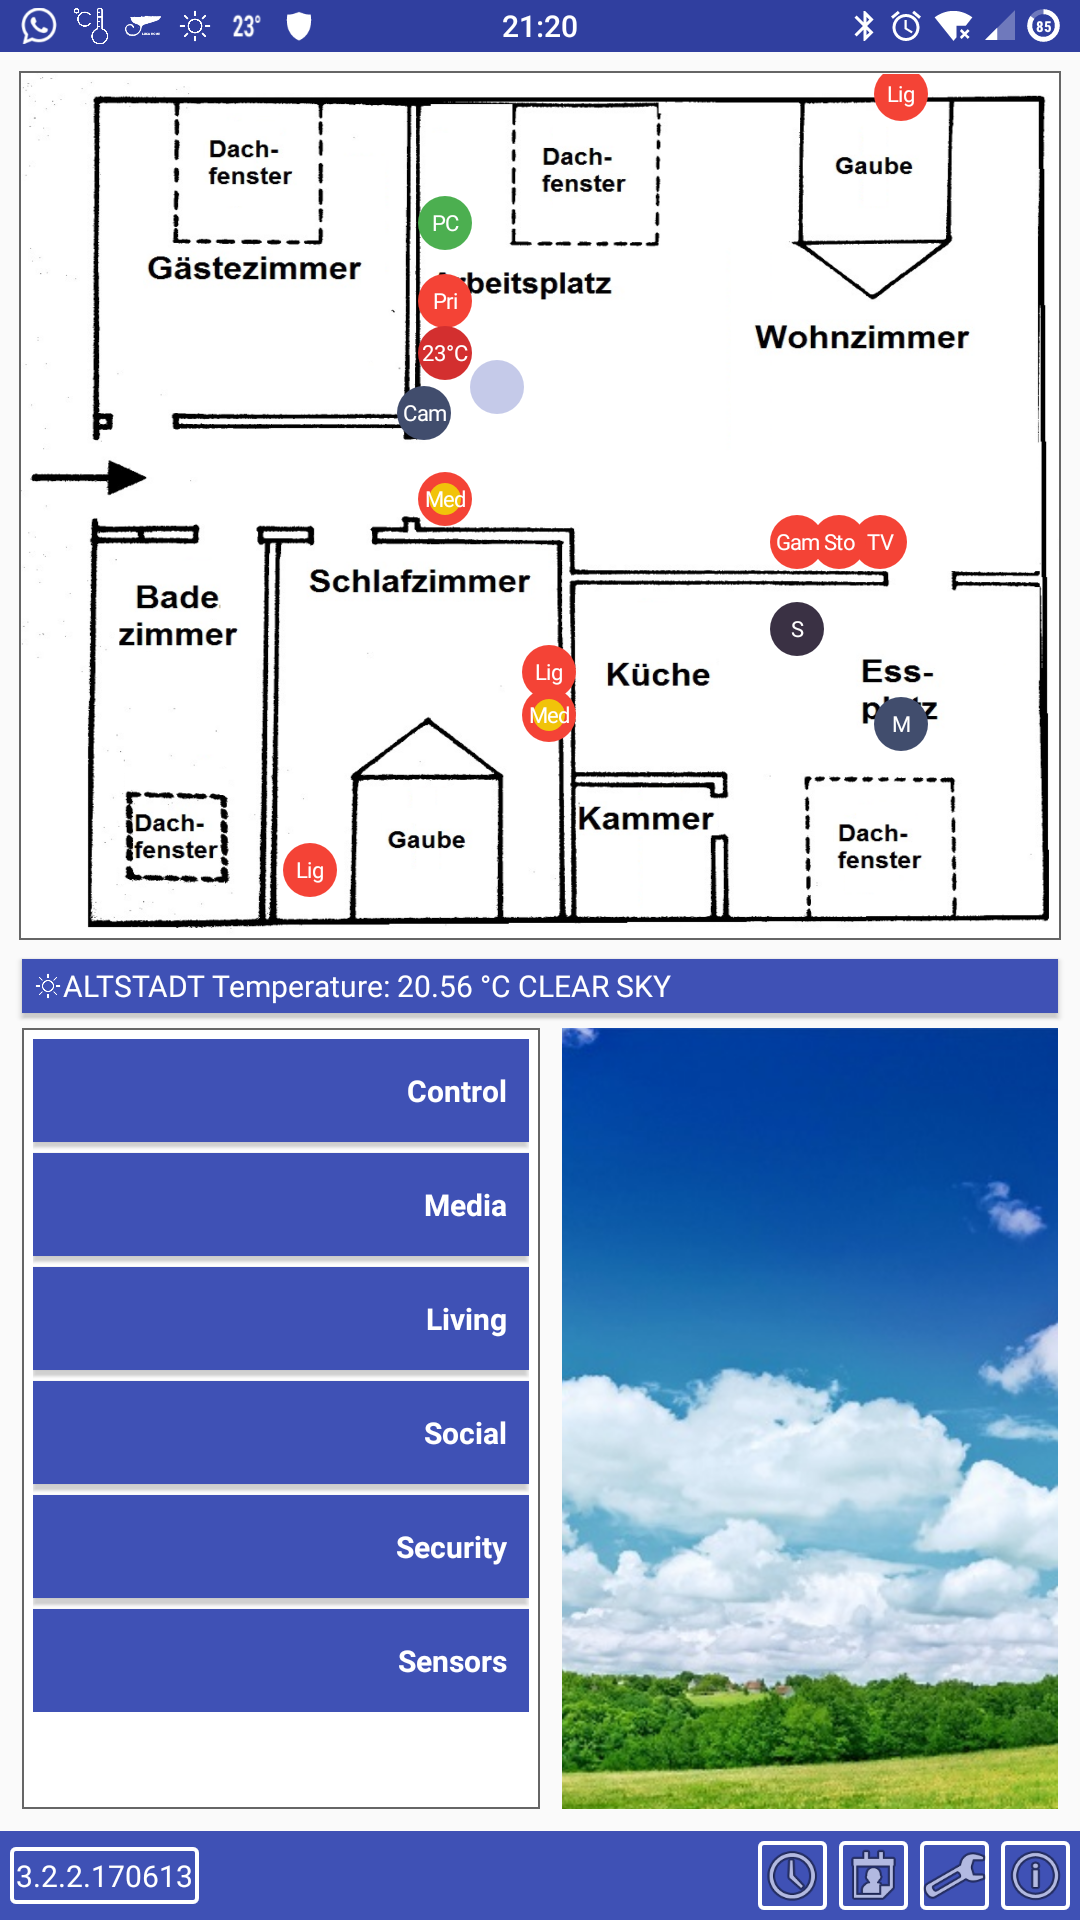 23° 21:20 85
Lig
Dach-
fenster
Dach-
fenster
Gaube
PC
Gästezimmer
beitsplatz
Pri
Wohnzimmer
23°C
Cam
Med
Gam Sto TV
Schlafzimmer
Bade
zimmer
S
Lig
Küche
Ess-
M
Med
Dach-
fenster
Gaube
Kammer
Dach-
fenster
Lig
ALTSTADT Temperature: 20.56 °C CLEAR SKY
Control
Media
Living
Social
Security
Sensors
3.2.2.170613